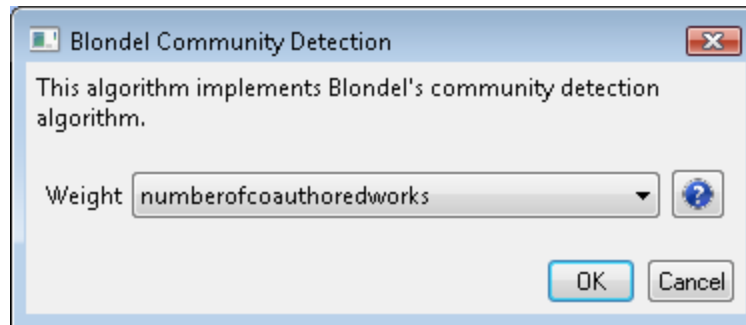 Blondel Community Detection
This algorithm implements Blondel's community detection
algorithm.
Weight numberofcoauthoredworks
OK Cancel